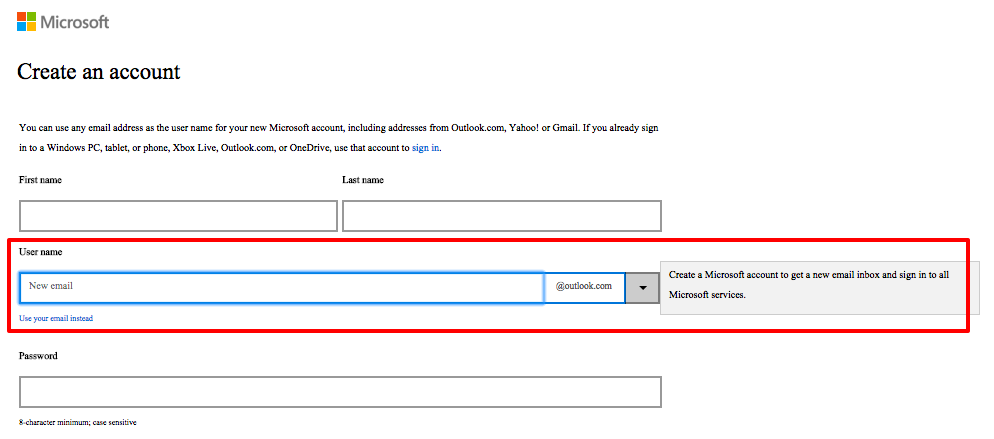 Microsoft
Create an account
You can use any email address as the user name for your new Microsoft account, including addresses from Outlook.com, Yahoo! or Gmail. If you already sign
in to a Windows PC, tablet, or phone, Xbox Live, Outlook.com, or OneDrive, use that account to sign in.
First name Last name
User name
New email @outlook.com
Create a Microsoft account to get a new email inbox and sign in to all
Microsoft services.
Use your email instead
Password
8-character minimum; case sensitive